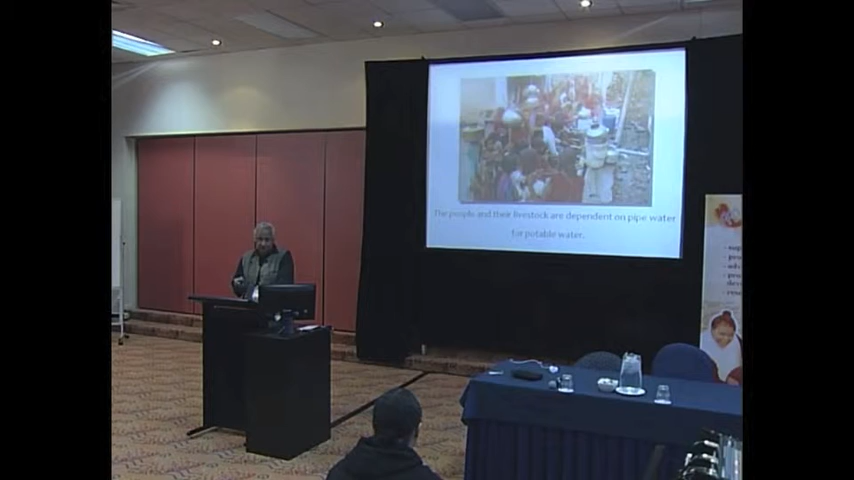 The people and their livestock are dependent on pipe water
for potable water.